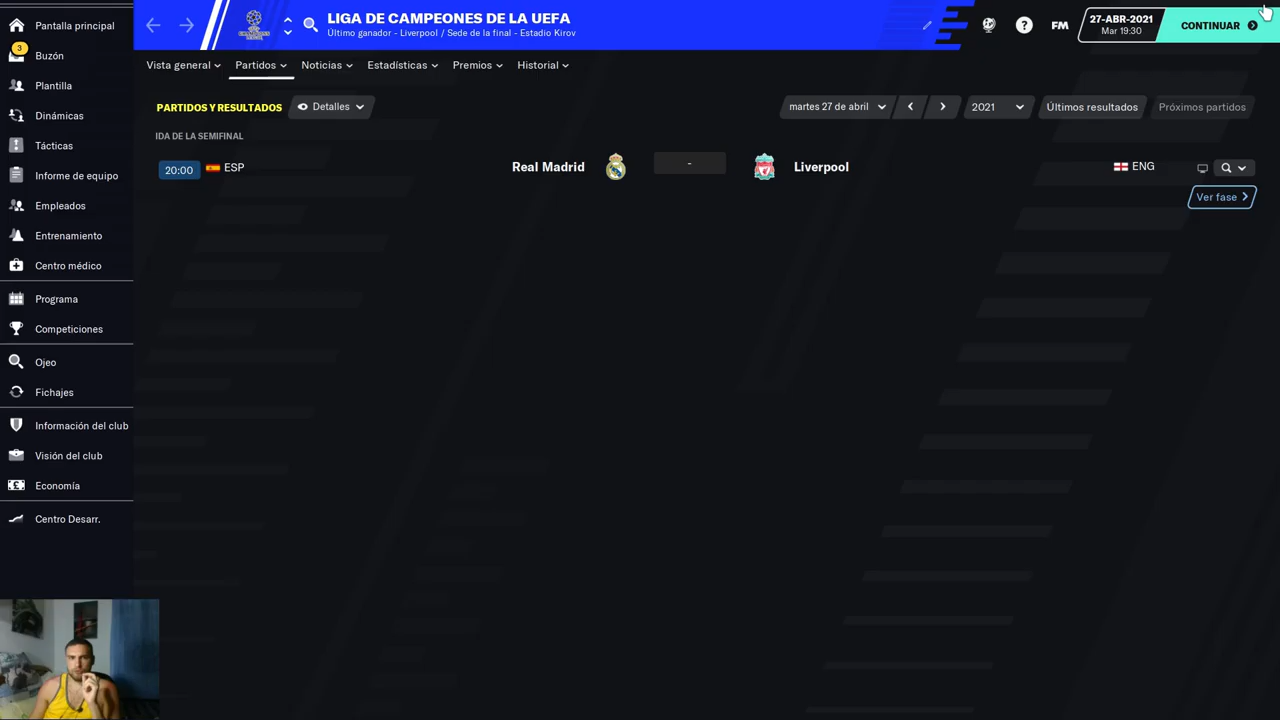 Pantalla principal
3
Buzón
Plantilla
Dinámicas
Tácticas
Informe de equipo
Empleados
Entrenamiento
Centro médico
Programa
Competiciones
Ojeo
Fichajes
Información del club
Visión del club
Economía
Centro Desarr.
LIGA DE CAMPEONES DE LA UEFA
Último ganador - Liverpool / Sede de la final - Estadio Kirov
?
FM
27-ABR-2021
Mar 19:30
CONTINUAR
Vista general
Partidos
Noticias
Estadísticas
Premios
Historial
PARTIDOS Y RESULTADOS
Detalles
martes 27 de abril
2021
Últimos resultados
Próximos partidos
IDA DE LA SEMIFINAL
20:00 ESP Real Madrid - Liverpool ENG
Ver fase